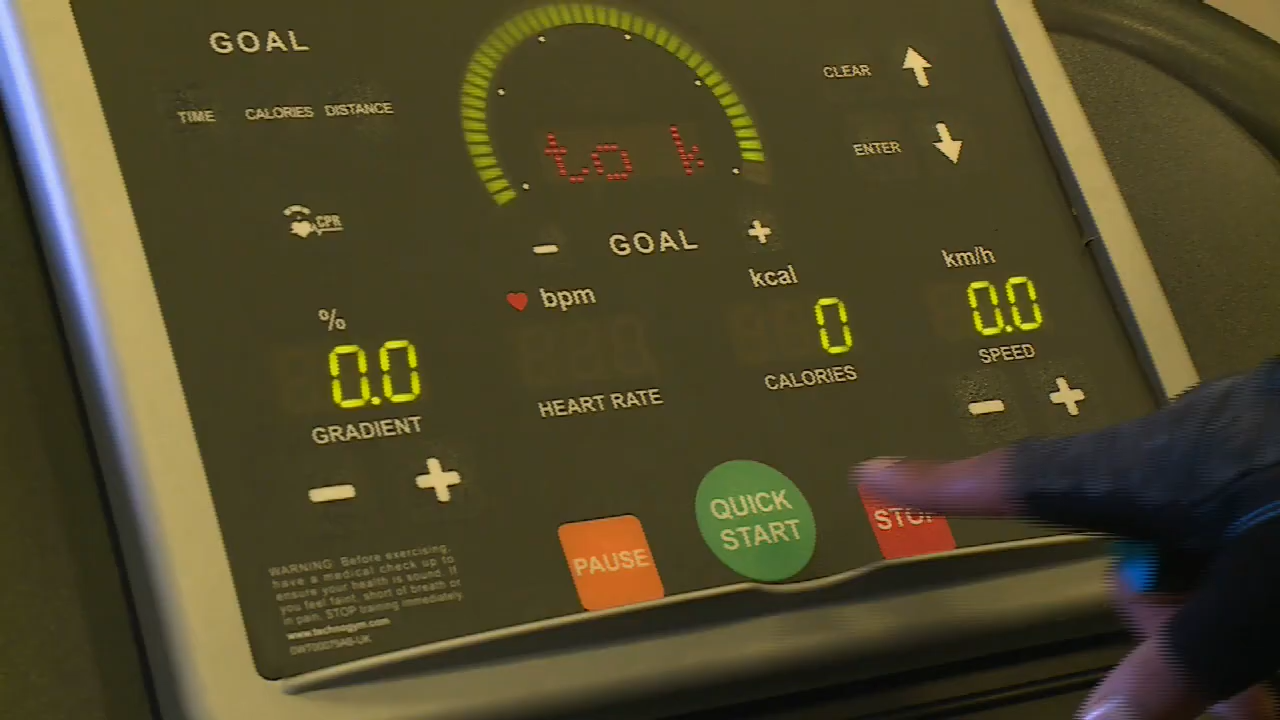 GOAL
TIME CALORIES DISTANCE
CLEAR
ENTER
to k
CPR
- GOAL +
% bpm kcal km/h
0.0 0 0.0
GRADIENT HEART RATE CALORIES SPEED
- + - +
PAUSE
QUICK
START
STOP
WARNING: Before exercising,
have a medical check up to
ensure your health is sound. If
you feel faint, short of breath or
in pain, STOP training immediately.
www.technogym.com